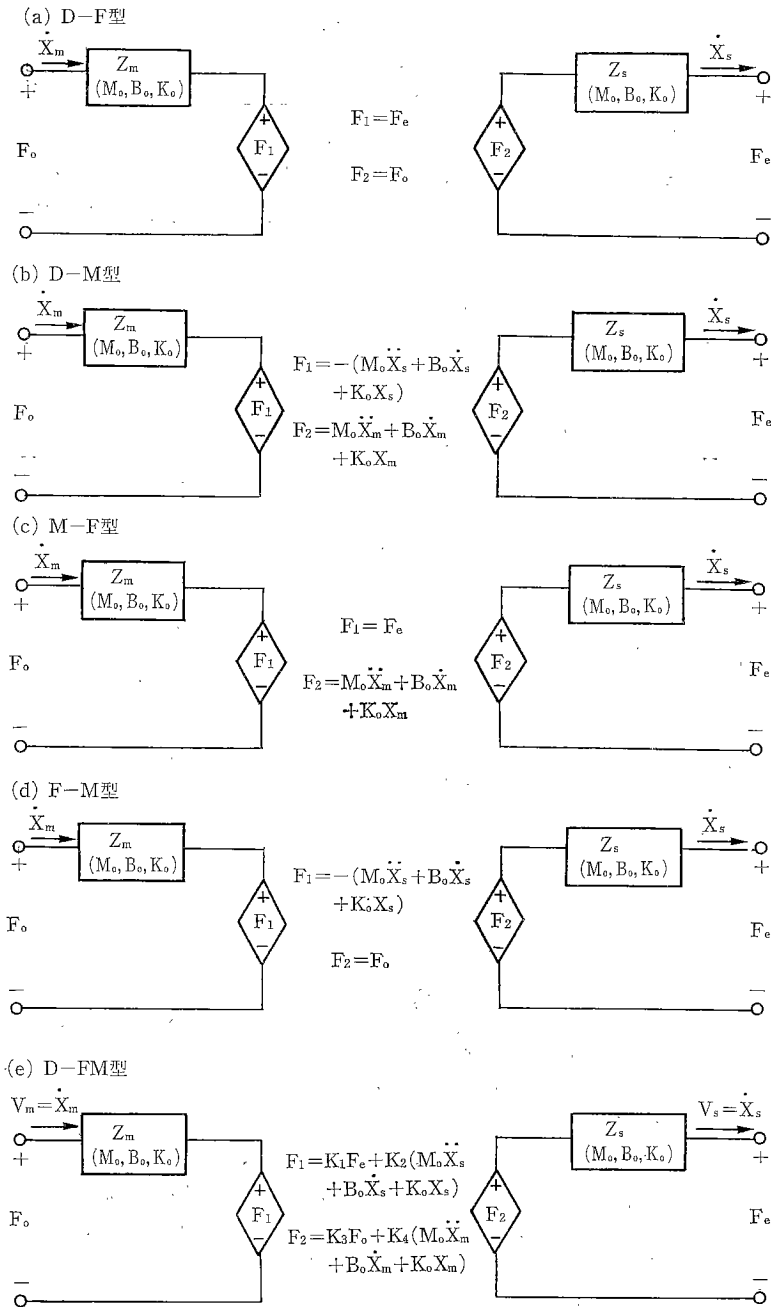 (a) D−F型
Ẋm
Zm
(M₀, B₀, K₀)
+
F₀
−
+
F₁
−
F₁=Fe
F₂=F₀
+
F₂
−
Zs
(M₀, B₀, K₀)
Ẋs
+
Fe
−
(b) D−M型
Ẋm
Zm
(M₀, B₀, K₀)
+
F₀
−
+
F₁
−
F₁=−(M₀Ẍs+B₀Ẋs
+K₀Xs)
F₂=M₀Ẍm+B₀Ẋm
+K₀Xm
+
F₂
−
Zs
(M₀, B₀, K₀)
Ẋs
+
Fe
−
(c) M−F型
Ẋm
Zm
(M₀, B₀, K₀)
+
F₀
−
+
F₁
−
F₁=Fe
F₂=M₀Ẍm+B₀Ẋm
+K₀Xm
+
F₂
−
Zs
(M₀, B₀, K₀)
Ẋs
+
Fe
−
(d) F−M型
Ẋm
Zm
(M₀, B₀, K₀)
+
F₀
−
+
F₁
−
F₁=−(M₀Ẍs+B₀Ẋs
+K₀Xs)
F₂=F₀
+
F₂
−
Zs
(M₀, B₀, K₀)
Ẋs
+
Fe
−
(e) D−FM型
Vm=Ẋm
Zm
(M₀, B₀, K₀)
+
F₀
−
+
F₁
−
F₁=K₁Fe+K₂(M₀Ẍs
+B₀Ẋs+K₀Xs)
F₂=K₃F₀+K₄(M₀Ẍm
+B₀Ẋm+K₀Xm)
+
F₂
−
Zs
(M₀, B₀, K₀)
Vs=Ẋs
+
Fe
−